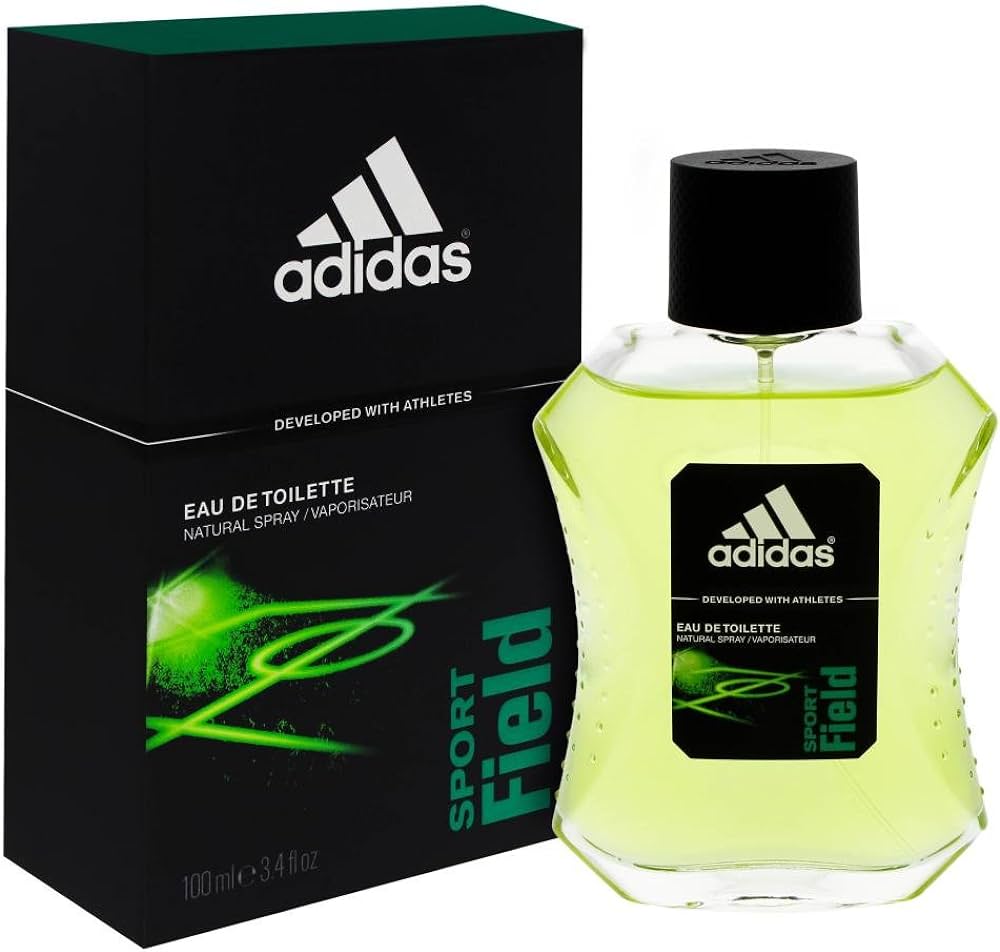 adidas®
DEVELOPED WITH ATHLETES
EAU DE TOILETTE
NATURAL SPRAY / VAPORISATEUR
SPORT
Field
100 ml ℮ 3.4 fl oz
adidas
adidas®
DEVELOPED WITH ATHLETES
EAU DE TOILETTE
NATURAL SPRAY / VAPORISATEUR
SPORT
Field